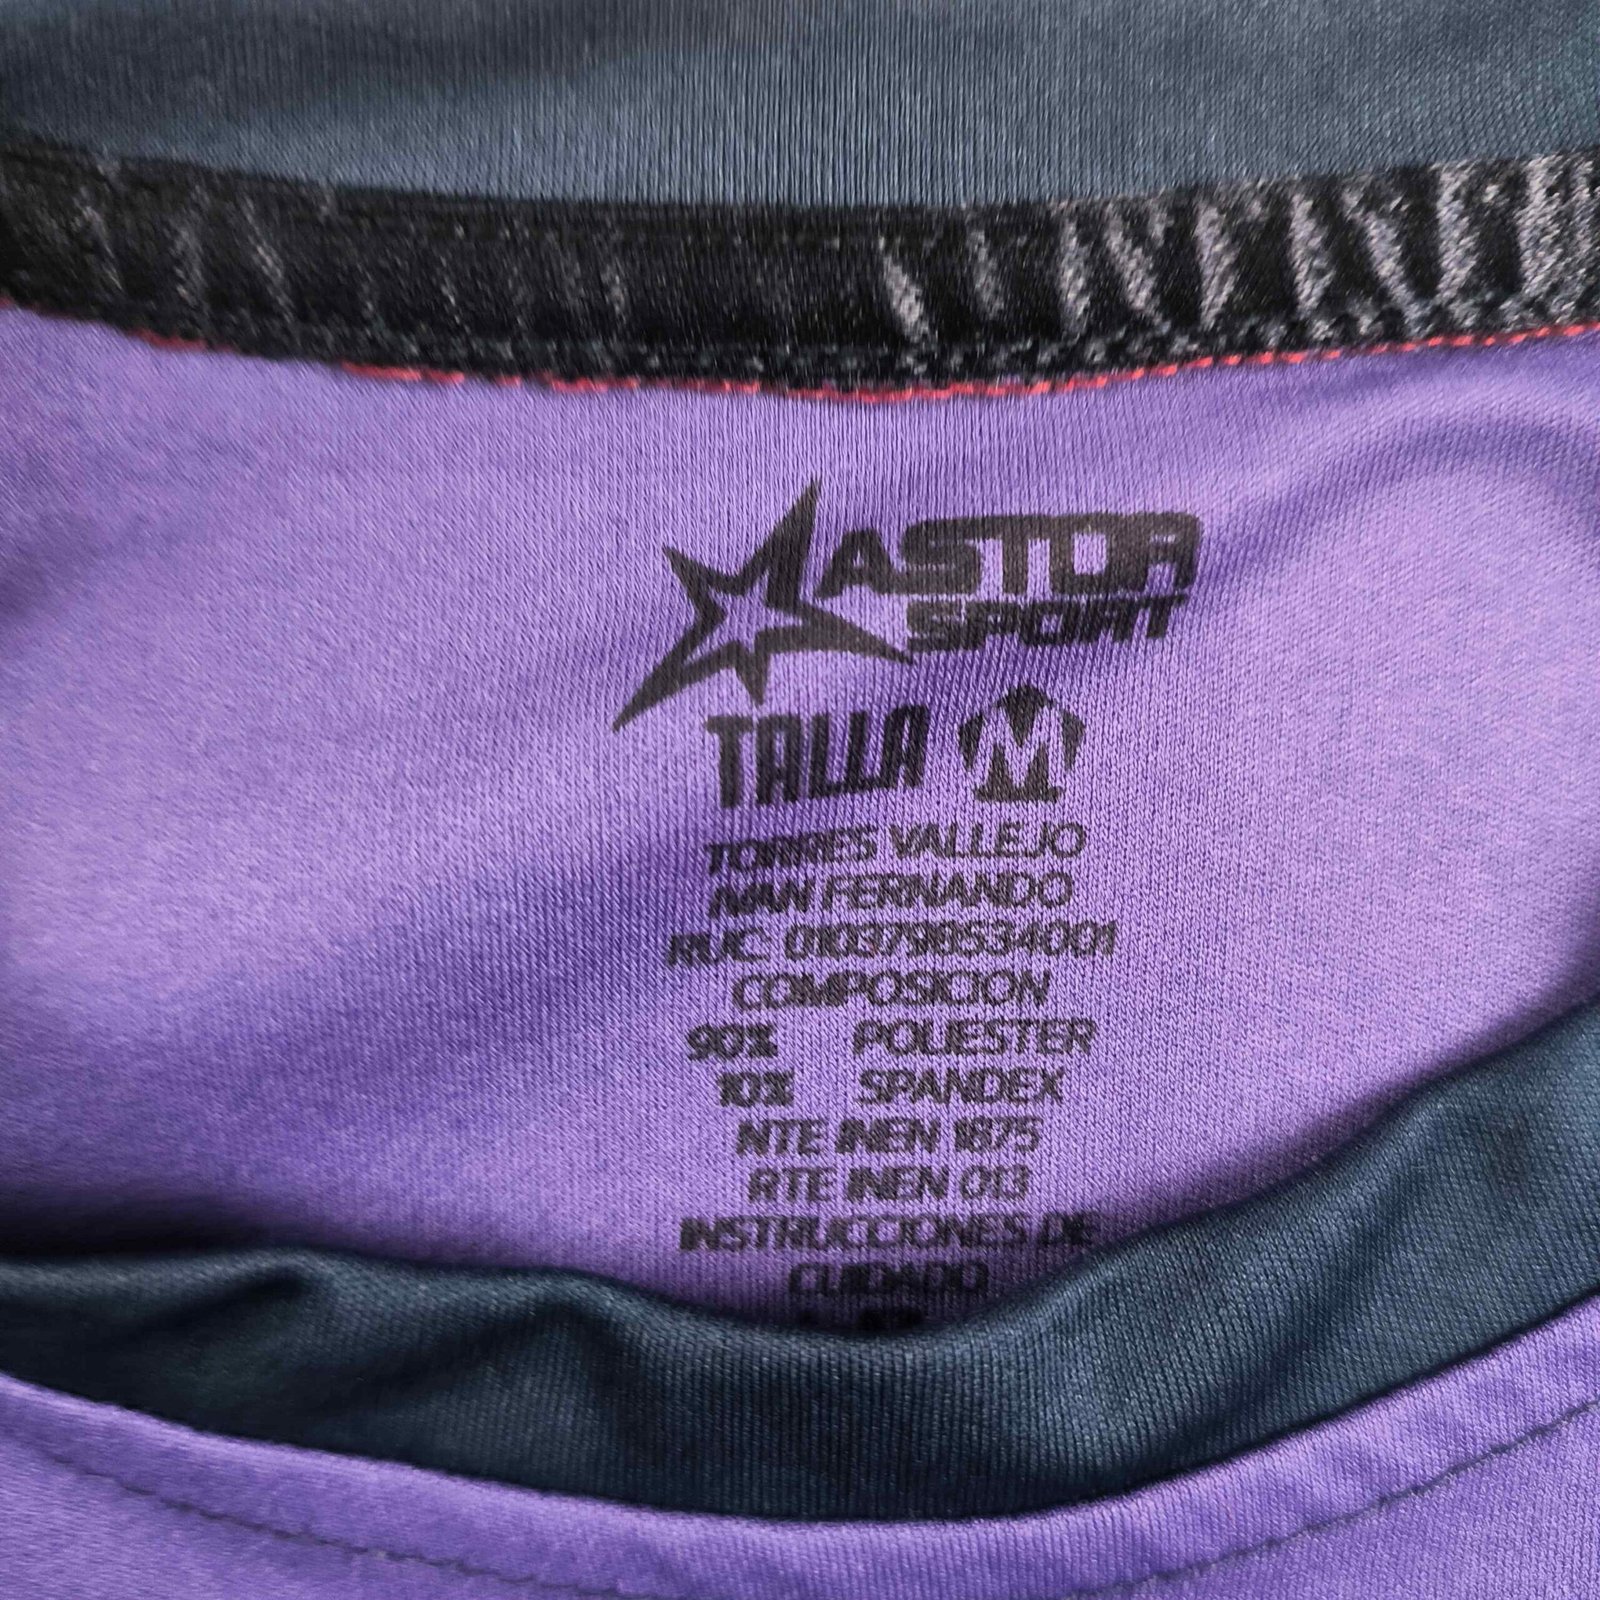 ASTOR
SPORT
TALLA M
TORRES VALLEJO
IVAN FERNANDO
RUC: 0103798534001
COMPOSICION
90% POLIESTER
10% SPANDEX
NTE INEN 1875
RTE INEN 013
INSTRUCCIONES DE
CUIDADO